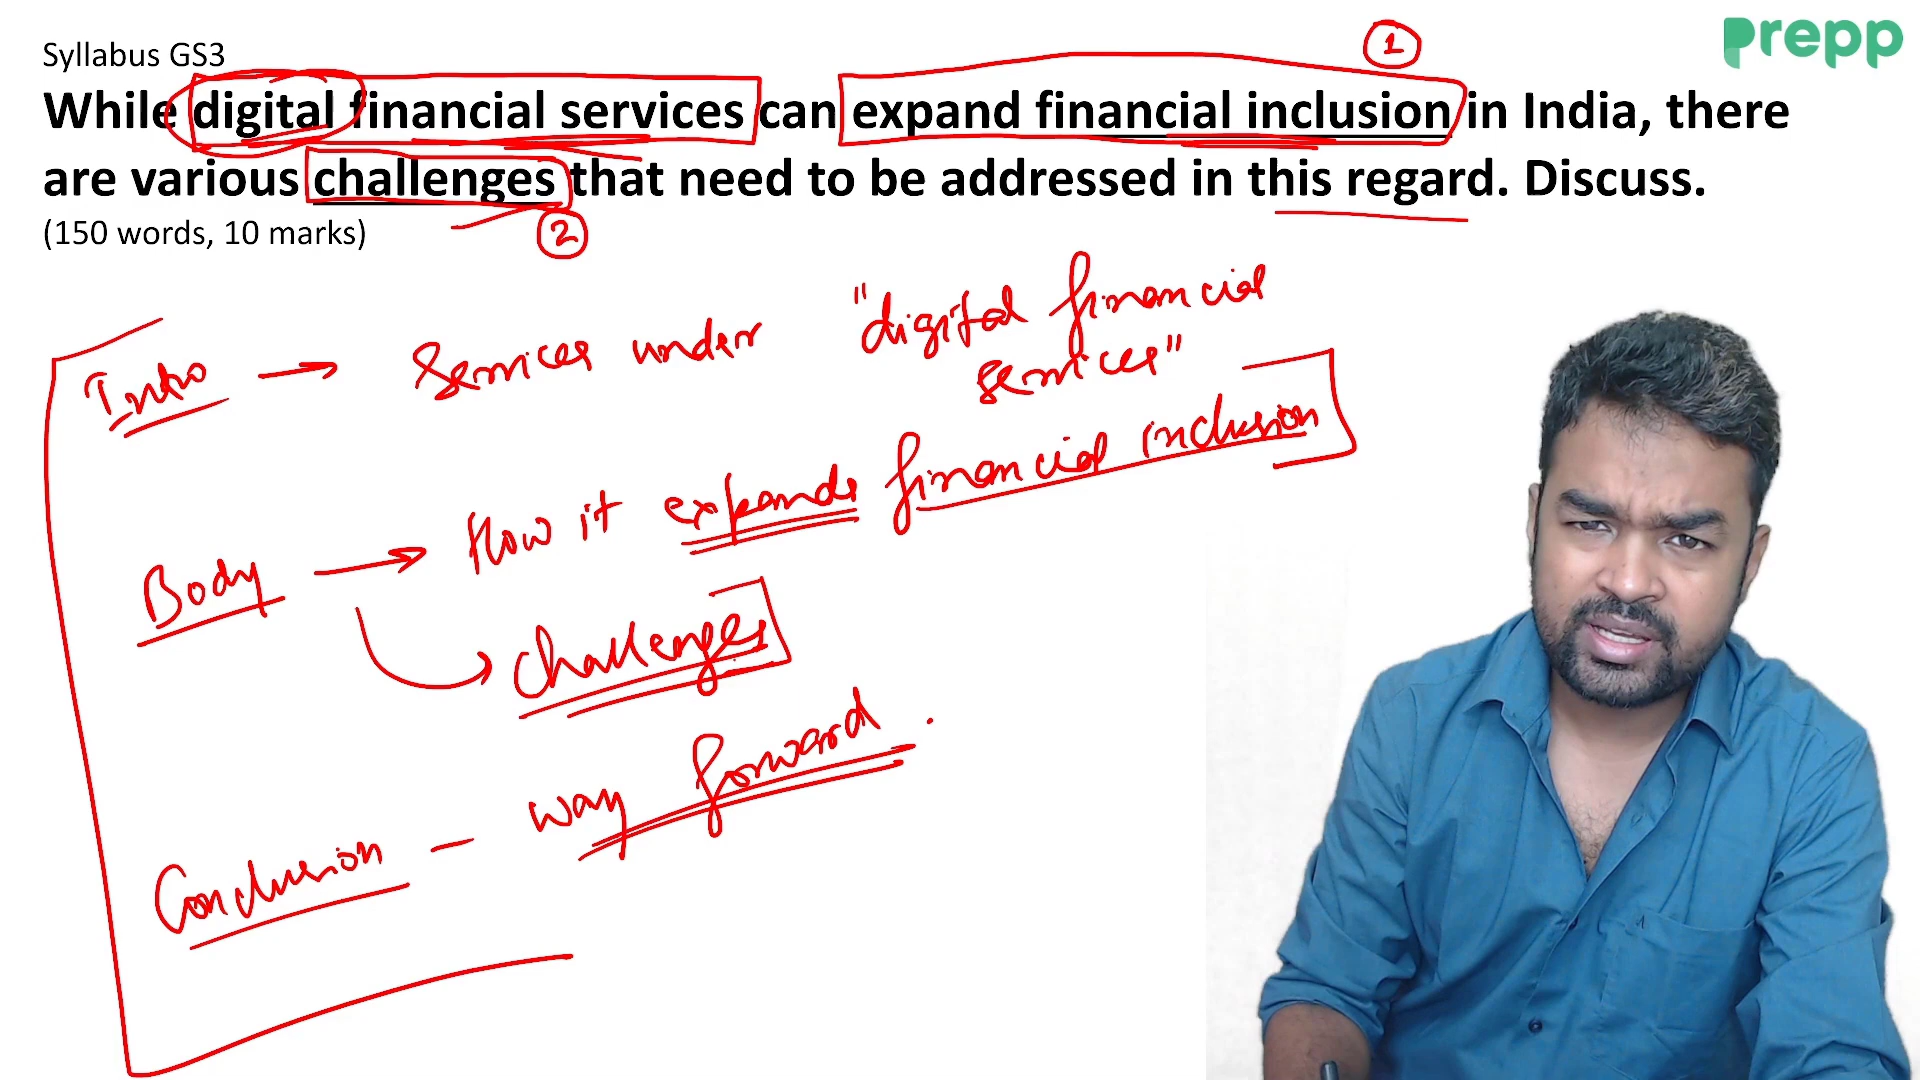 prepp
Syllabus GS3
1
While digital financial services can expand financial inclusion in India, there
are various challenges that need to be addressed in this regard. Discuss.
(150 words, 10 marks)
2
Intro → Services under "digital financial
services"
Body → How it expands financial inclusion
→ Challenges
Conclusion - way forward.